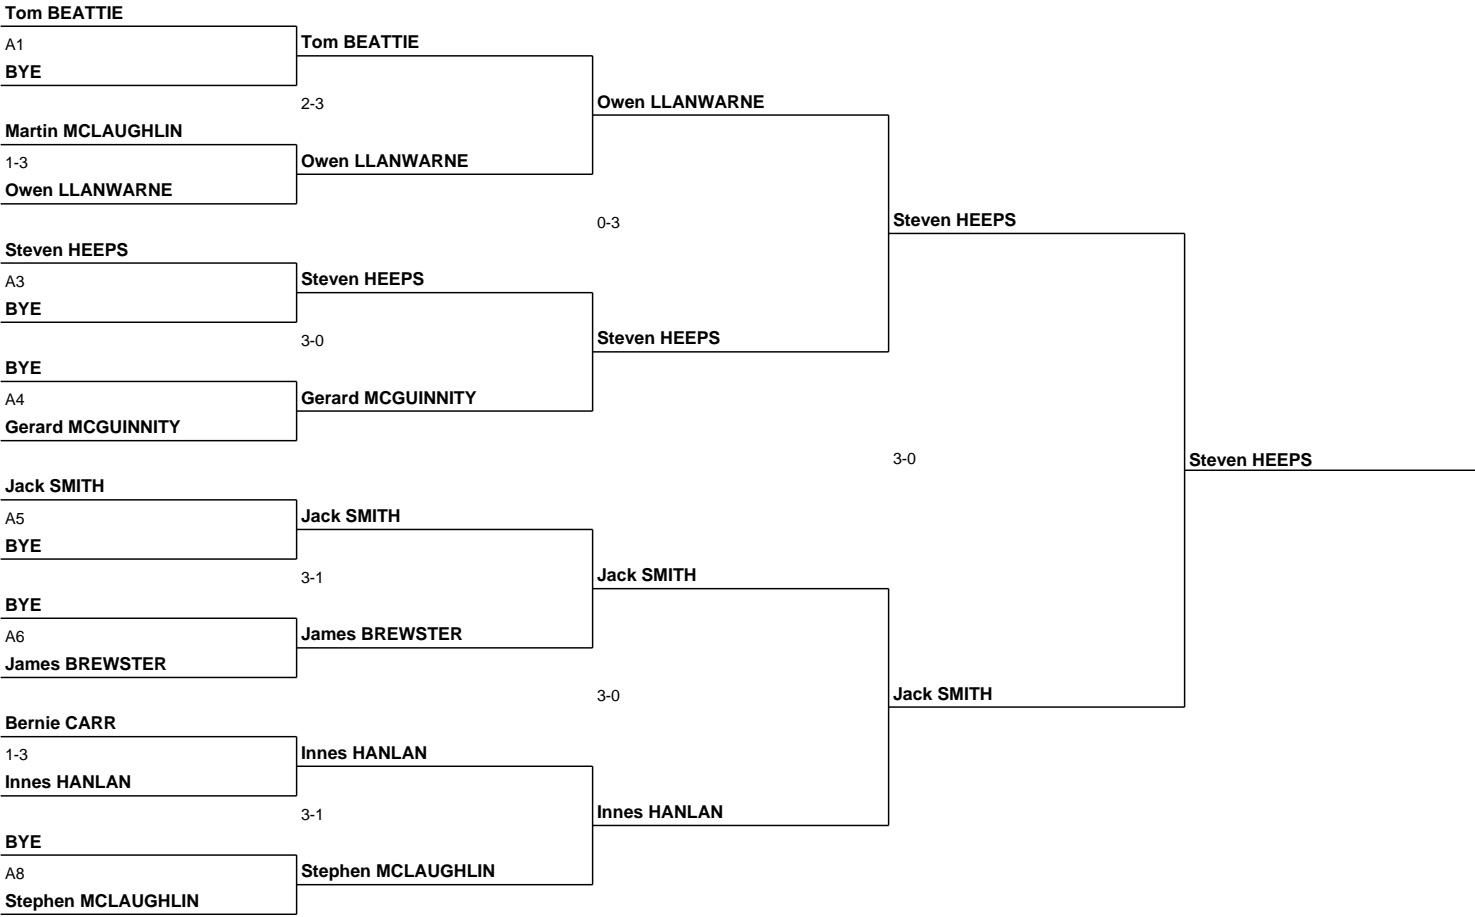 Tom BEATTIE
A1
BYE
Martin MCLAUGHLIN
1-3
Owen LLANWARNE
Steven HEEPS
A3
BYE
BYE
A4
Gerard MCGUINNITY
Jack SMITH
A5
BYE
BYE
A6
James BREWSTER
Bernie CARR
1-3
Innes HANLAN
BYE
A8
Stephen MCLAUGHLIN
Tom BEATTIE
2-3
Owen LLANWARNE
Steven HEEPS
3-0
Gerard MCGUINNITY
Jack SMITH
3-1
James BREWSTER
Innes HANLAN
3-1
Stephen MCLAUGHLIN
Owen LLANWARNE
0-3
Steven HEEPS
Jack SMITH
3-0
Innes HANLAN
Steven HEEPS
3-0
Jack SMITH
Steven HEEPS